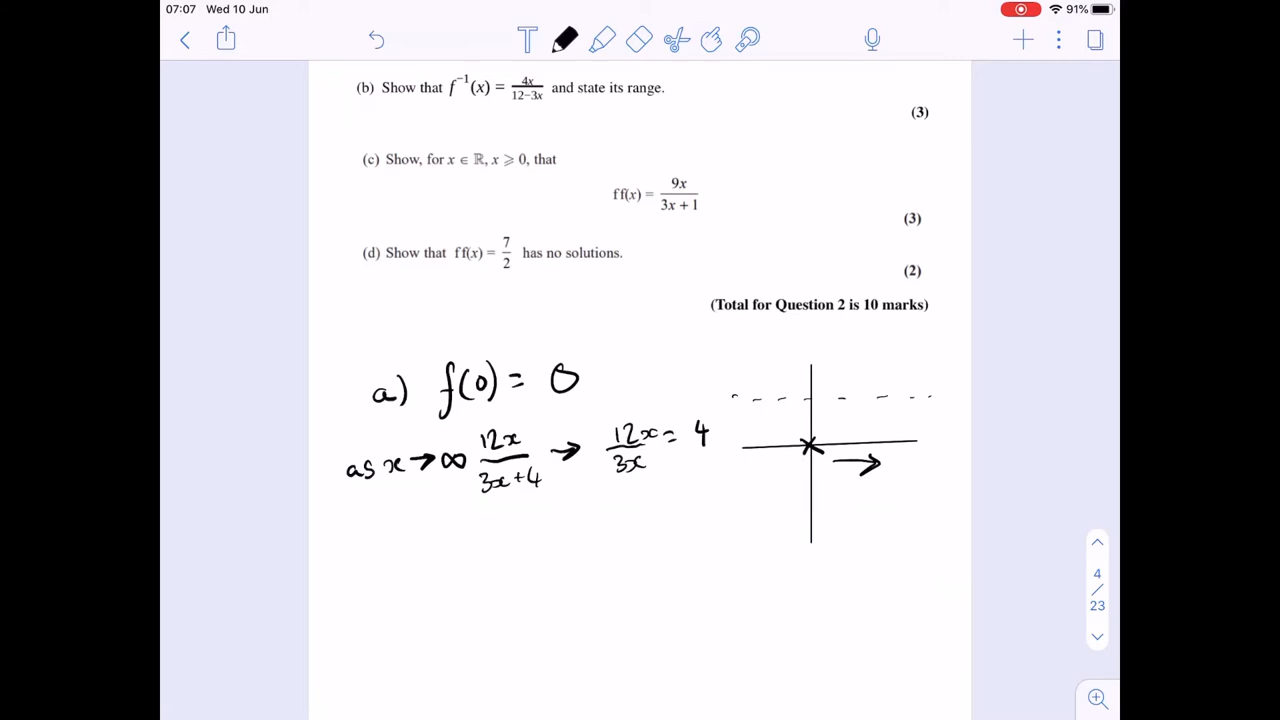 07:07 Wed 10 Jun 91%
T
(b) Show that f⁻¹(x) = 4x/(12−3x) and state its range.
(3)
(c) Show, for x ∈ ℝ, x ⩾ 0, that
ff(x) = 9x/(3x + 1)
(3)
(d) Show that ff(x) = 7/2 has no solutions.
(2)
(Total for Question 2 is 10 marks)
a) f(0) = 0
as x → ∞ 12x/(3x+4) → 12x/3x = 4
4
/
23